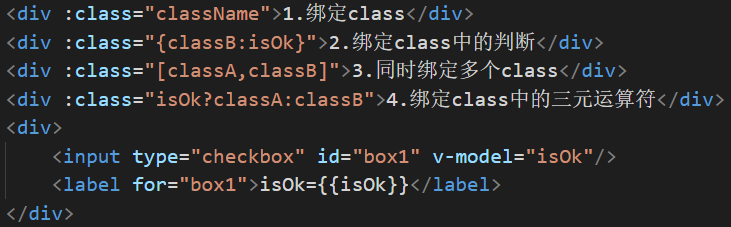 <div :class="className">1.绑定class</div>
<div :class="{classB:isOk}">2.绑定class中的判断</div>
<div :class="[classA,classB]">3.同时绑定多个class</div>
<div :class="isOk?classA:classB">4.绑定class中的三元运算符</div>
<div>
    <input type="checkbox" id="box1" v-model="isOk"/>
    <label for="box1">isOk={{isOk}}</label>
</div>